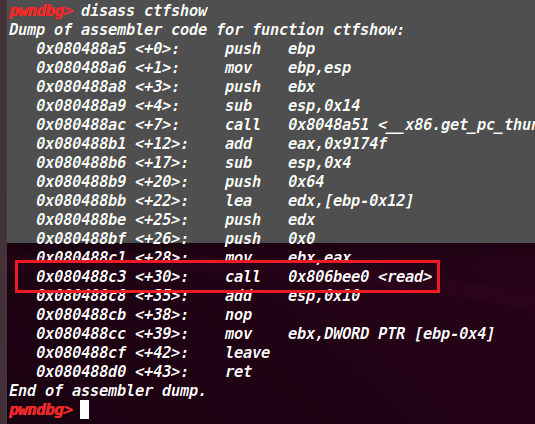 pwndbg> disass ctfshow
Dump of assembler code for function ctfshow:
0x080488a5 <+0>: push ebp
0x080488a6 <+1>: mov ebp,esp
0x080488a8 <+3>: push ebx
0x080488a9 <+4>: sub esp,0x14
0x080488ac <+7>: call 0x8048a51 <__x86.get_pc_thun
0x080488b1 <+12>: add eax,0x9174f
0x080488b6 <+17>: sub esp,0x4
0x080488b9 <+20>: push 0x64
0x080488bb <+22>: lea edx,[ebp-0x12]
0x080488be <+25>: push edx
0x080488bf <+26>: push 0x0
0x080488c1 <+28>: mov ebx,eax
0x080488c3 <+30>: call 0x806bee0 <read>
0x080488c8 <+35>: add esp,0x10
0x080488cb <+38>: nop
0x080488cc <+39>: mov ebx,DWORD PTR [ebp-0x4]
0x080488cf <+42>: leave
0x080488d0 <+43>: ret
End of assembler dump.
pwndbg>